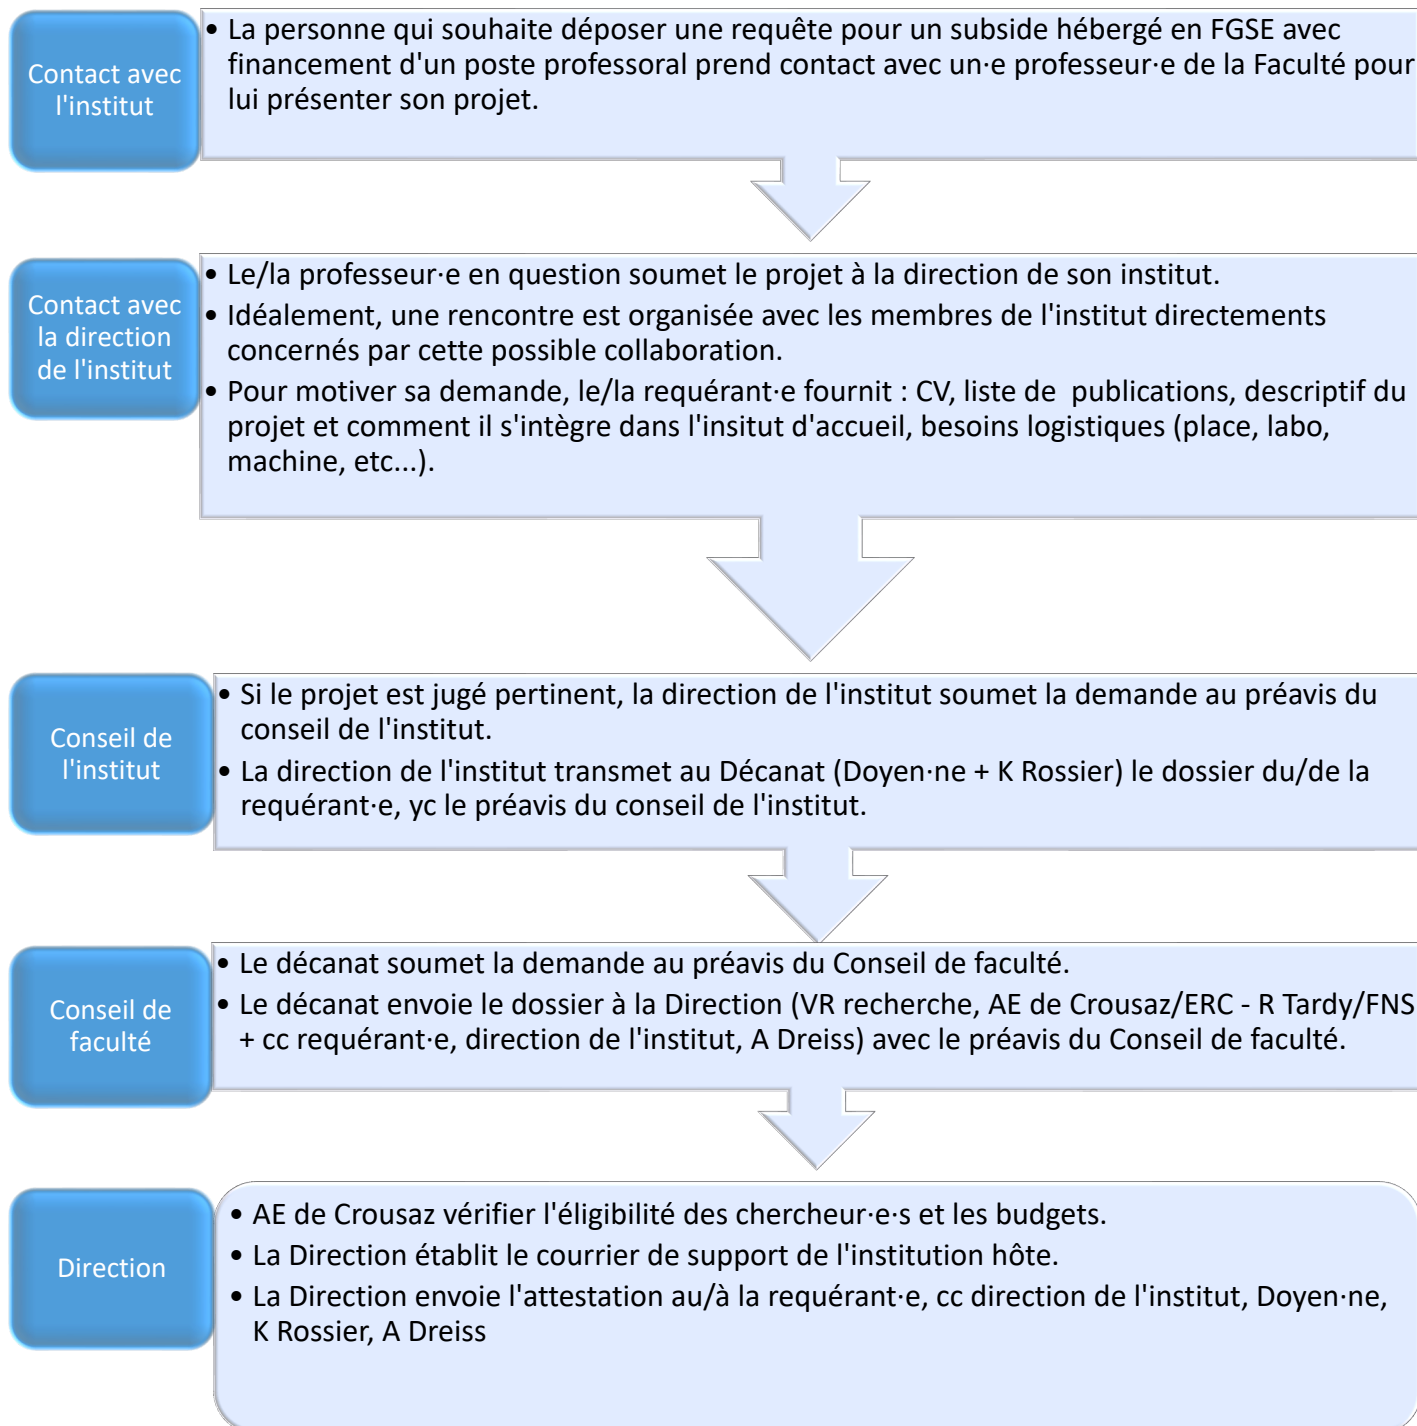 Contact avec
l'institut
• La personne qui souhaite déposer une requête pour un subside hébergé en FGSE avec
financement d'un poste professoral prend contact avec un·e professeur·e de la Faculté pour
lui présenter son projet.
Contact avec
la direction
de l'institut
• Le/la professeur·e en question soumet le projet à la direction de son institut.
• Idéalement, une rencontre est organisée avec les membres de l'institut directements
concernés par cette possible collaboration.
• Pour motiver sa demande, le/la requérant·e fournit : CV, liste de  publications, descriptif du
projet et comment il s'intègre dans l'insitut d'accueil, besoins logistiques (place, labo,
machine, etc...).
Conseil de
l'institut
• Si le projet est jugé pertinent, la direction de l'institut soumet la demande au préavis du
conseil de l'institut.
• La direction de l'institut transmet au Décanat (Doyen·ne + K Rossier) le dossier du/de la
requérant·e, yc le préavis du conseil de l'institut.
Conseil de
faculté
• Le décanat soumet la demande au préavis du Conseil de faculté.
• Le décanat envoie le dossier à la Direction (VR recherche, AE de Crousaz/ERC - R Tardy/FNS
+ cc requérant·e, direction de l'institut, A Dreiss) avec le préavis du Conseil de faculté.
Direction
• AE de Crousaz vérifier l'éligibilité des chercheur·e·s et les budgets.
• La Direction établit le courrier de support de l'institution hôte.
• La Direction envoie l'attestation au/à la requérant·e, cc direction de l'institut, Doyen·ne,
K Rossier, A Dreiss